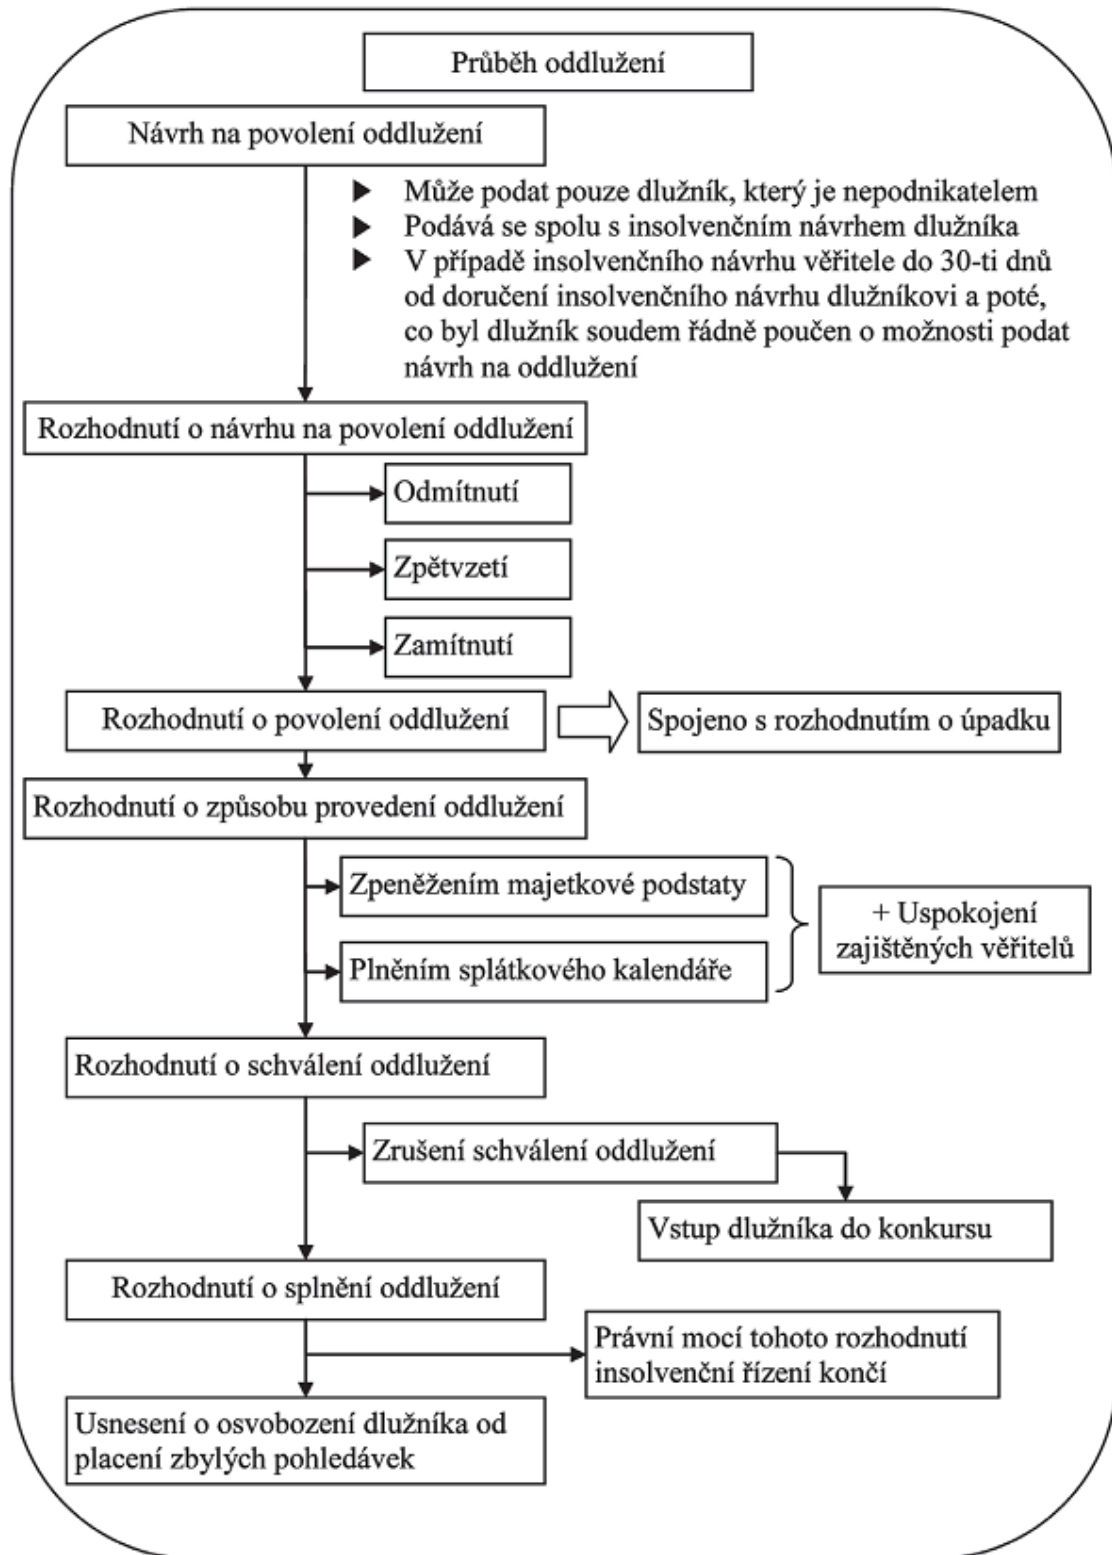 Průběh oddlužení
Návrh na povolení oddlužení
Může podat pouze dlužník, který je nepodnikatelem
Podává se spolu s insolvenčním návrhem dlužníka
V případě insolvenčního návrhu věřitele do 30-ti dnů
od doručení insolvenčního návrhu dlužníkovi a poté,
co byl dlužník soudem řádně poučen o možnosti podat
návrh na oddlužení
Rozhodnutí o návrhu na povolení oddlužení
Odmítnutí
Zpětvzetí
Zamítnutí
Rozhodnutí o povolení oddlužení
Spojeno s rozhodnutím o úpadku
Rozhodnutí o způsobu provedení oddlužení
Zpeněžením majetkové podstaty
Plněním splátkového kalendáře
+ Uspokojení
zajištěných věřitelů
Rozhodnutí o schválení oddlužení
Zrušení schválení oddlužení
Vstup dlužníka do konkursu
Rozhodnutí o splnění oddlužení
Právní mocí tohoto rozhodnutí
insolvenční řízení končí
Usnesení o osvobození dlužníka od
placení zbylých pohledávek